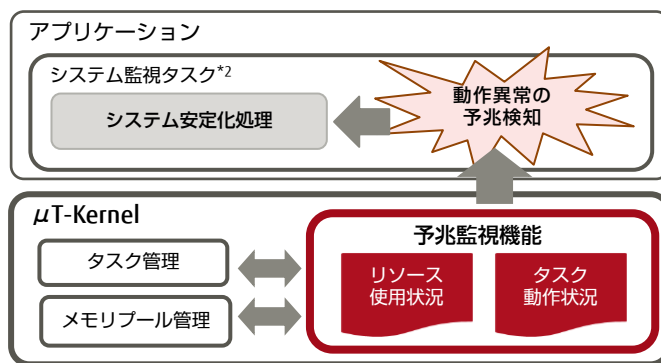 アプリケーション
システム監視タスク*2
システム安定化処理
動作異常の
予兆検知
μT-Kernel
予兆監視機能
タスク管理
メモリプール管理
リソース
使用状況
タスク
動作状況